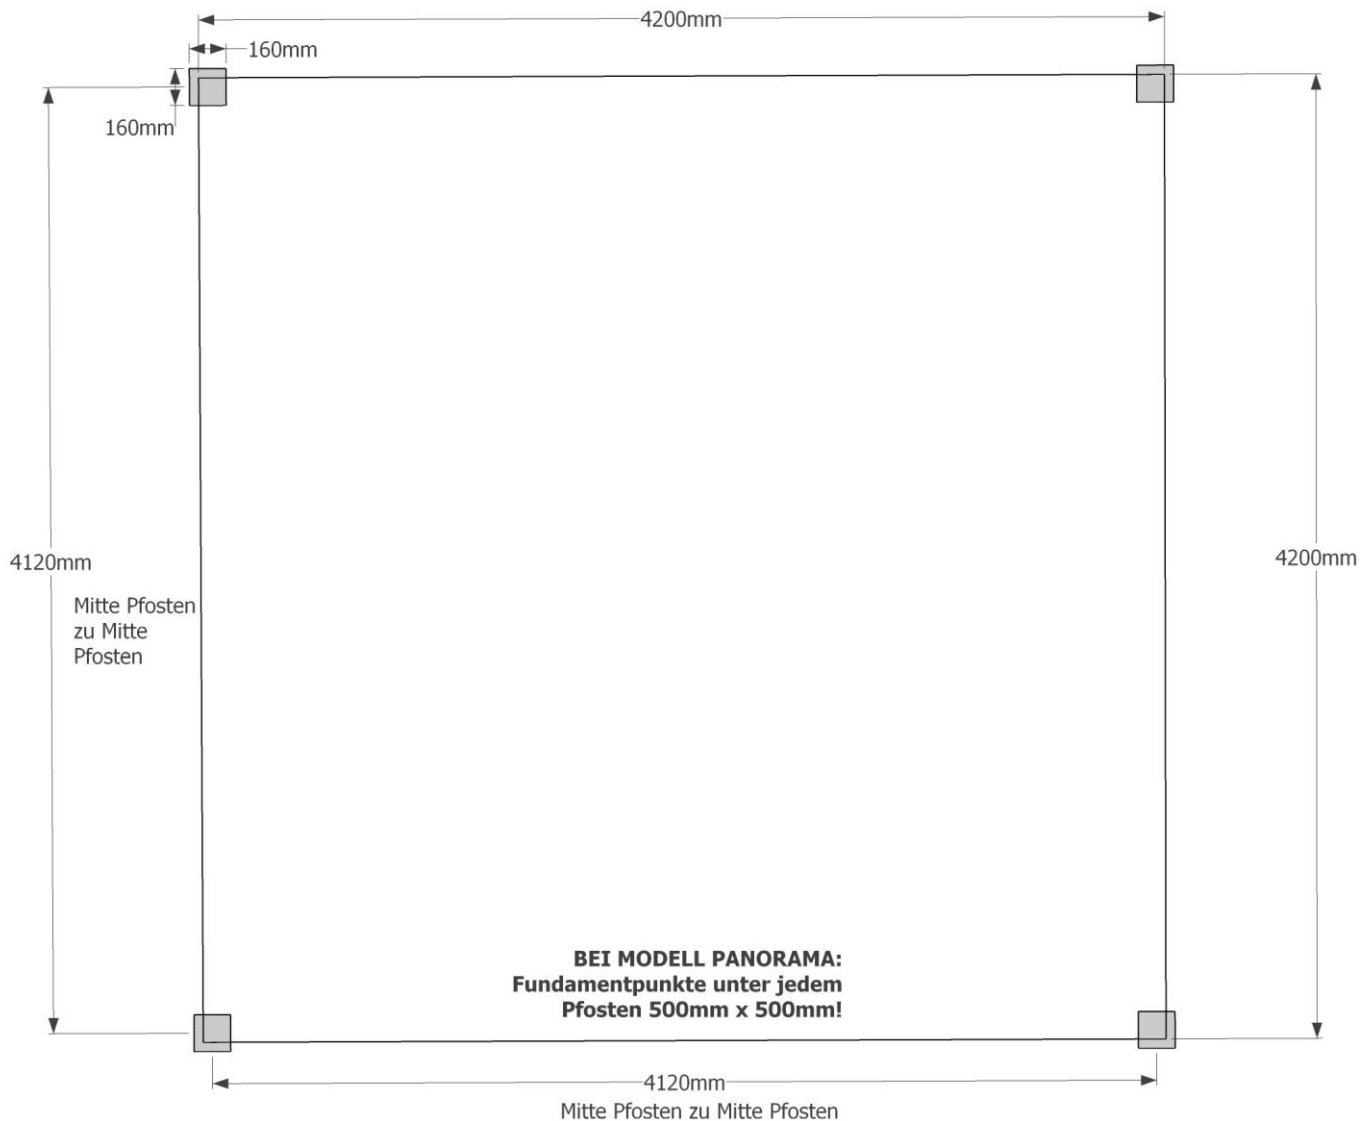 4200mm
160mm
160mm
4120mm
4200mm
Mitte Pfosten
zu Mitte
Pfosten
BEI MODELL PANORAMA:
Fundamentpunkte unter jedem
Pfosten 500mm x 500mm!
4120mm
Mitte Pfosten zu Mitte Pfosten